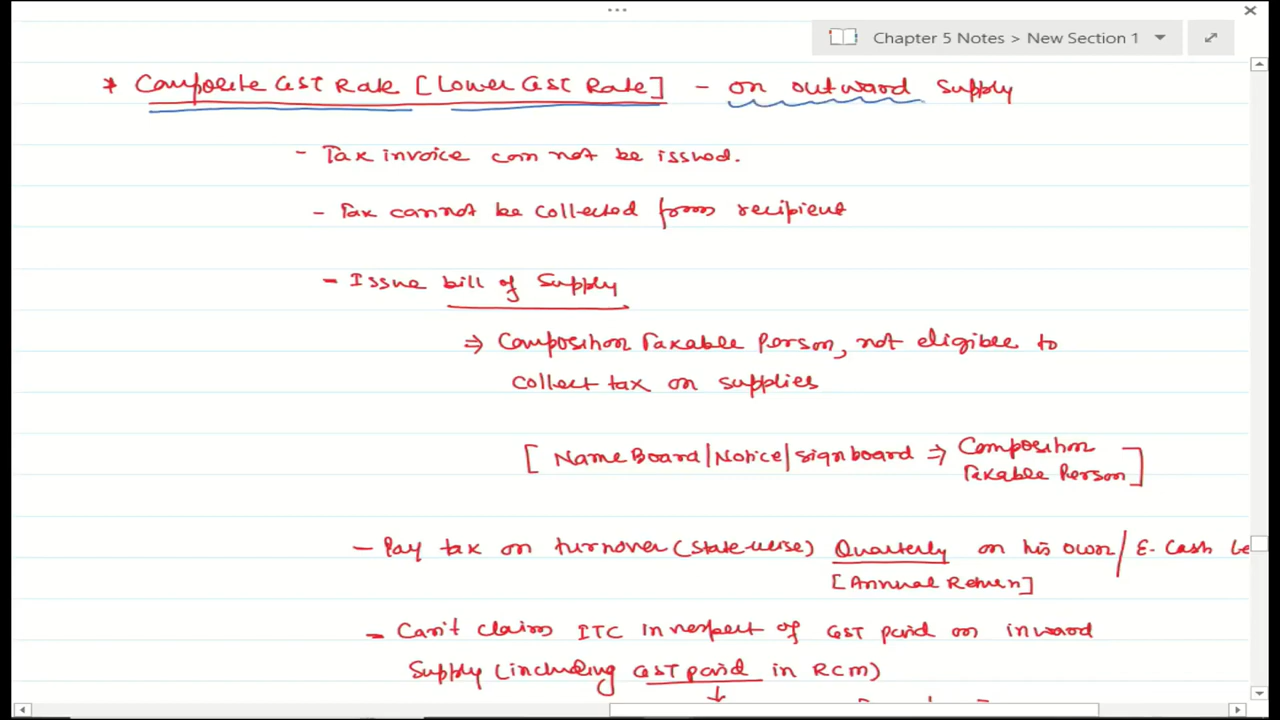 Chapter 5 Notes > New Section 1
* Composite GST Rate [Lower GST Rate] - on outward supply
- Tax invoice can not be issued.
- Tax cannot be collected from recipient
- Issue bill of Supply
⇒ Composition Taxable Person, not eligible to
collect tax on supplies
[Name Board/Notice/signboard ⇒ Composition
Taxable Person]
- Pay tax on turnover (state-wise) Quarterly on his own / E-Cash le
[Annual Return]
- Can't claim ITC in respect of GST paid on inward
Supply (including GST paid in RCM)